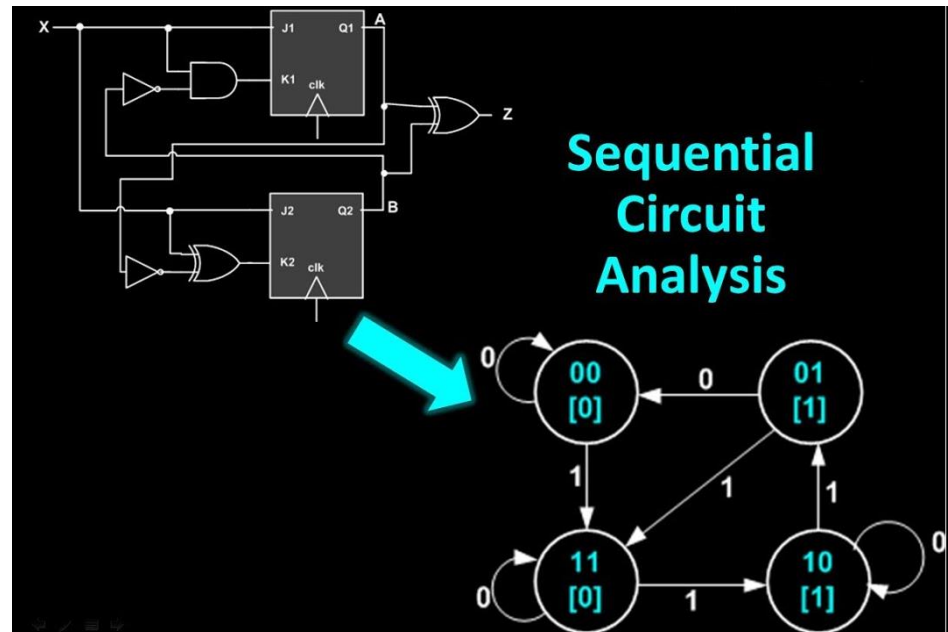 X
J1 Q1 A
K1 clk
Z
J2 Q2 B
K2 clk
Sequential
Circuit
Analysis
0 00 0 01
[0] [1]
1 1 1
11 10 0
0 [0] 1 [1]